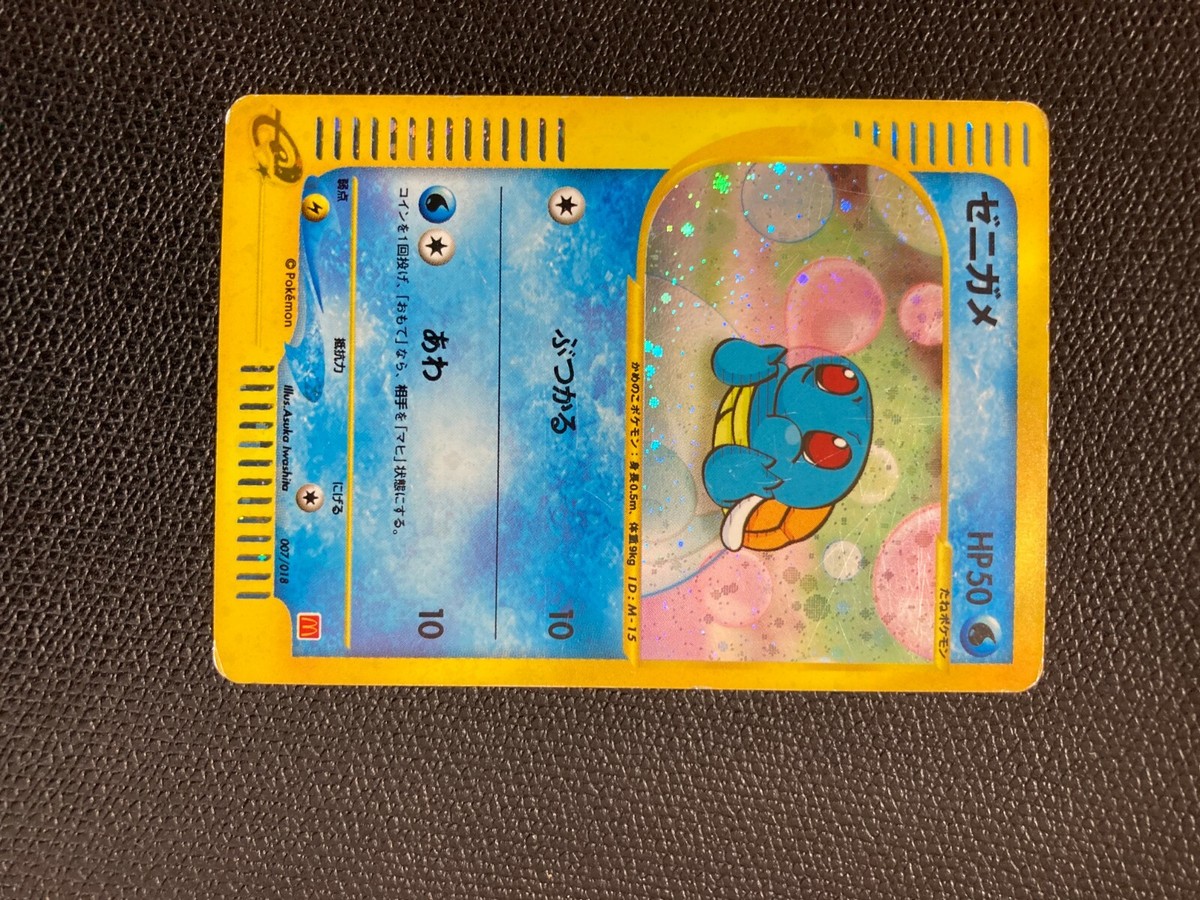 ゼニガメ HP50
たねポケモン
かめのこポケモン：身長0.5m、体重9kg ID：M-15
ぶつかる 10
あわ 10
コインを1回投げ、「おもて」なら、相手を「マヒ」状態にする。
弱点 抵抗力 にげる
©Pokémon Illus.Asuka Iwashita 007/018
e
M